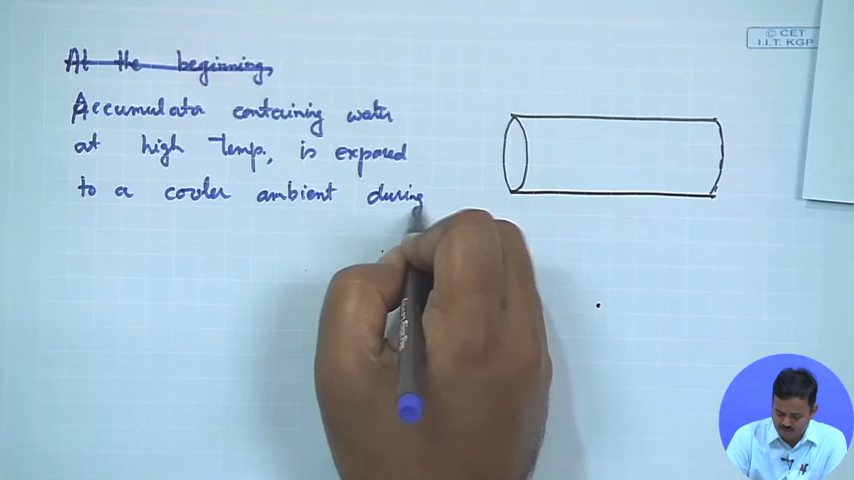 At the beginning,
Accumulator containing water
at high temp., is exposed
to a cooler ambient during
© CET
I.I.T. KGP